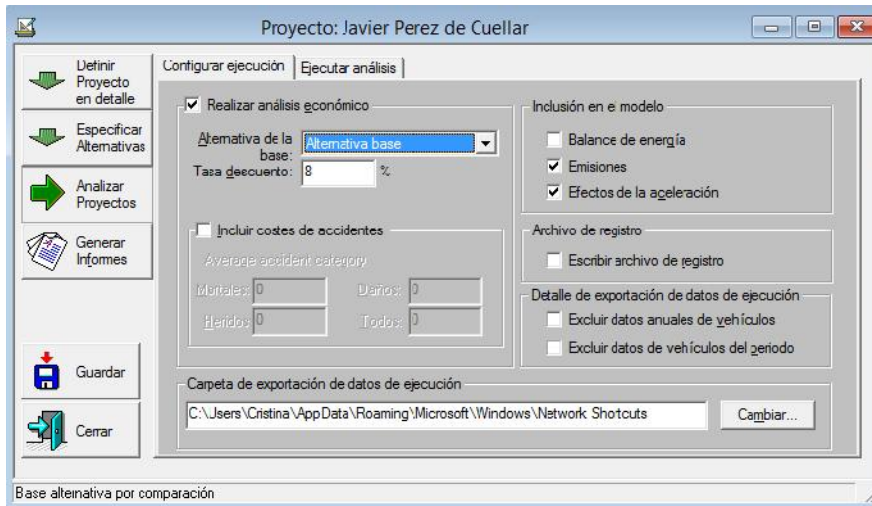 Proyecto: Javier Perez de Cuellar
Definir
Proyecto
en detalle
Especificar
Alternativas
Analizar
Proyectos
Generar
Informes
Guardar
Cerrar
Configurar ejecución
Ejecutar análisis
Realizar análisis económico
Alternativa de la
base:
Alternativa base
Tasa descuento:
8
%
Incluir costes de accidentes
Average accident category
Mortales: 0
Daños: 0
Heridos: 0
Todos: 0
Inclusión en el modelo
Balance de energía
Emisiones
Efectos de la aceleración
Archivo de registro
Escribir archivo de registro
Detalle de exportación de datos de ejecución
Excluir datos anuales de vehículos
Excluir datos de vehículos del periodo
Carpeta de exportación de datos de ejecución
C:\Users\Cristina\AppData\Roaming\Microsoft\Windows\Network Shortcuts
Cambiar...
Base alternativa por comparación